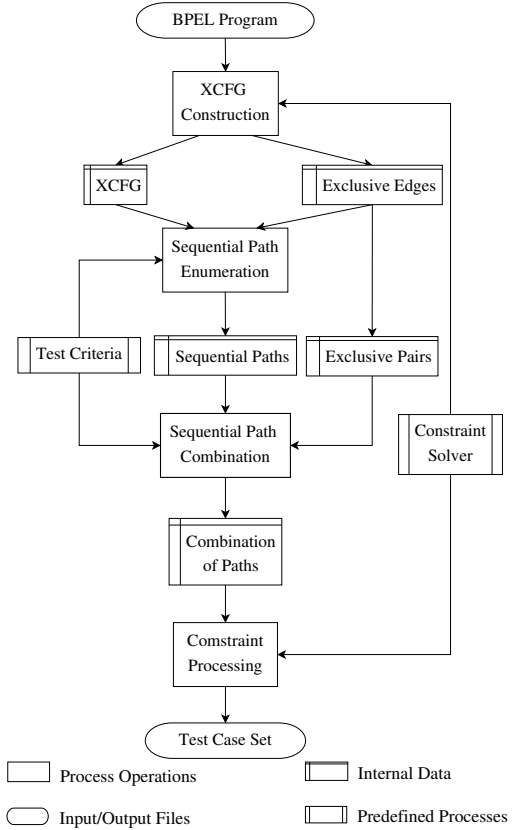 BPEL Program
XCFG
Construction
XCFG
Exclusive Edges
Sequential Path
Enumeration
Test Criteria
Sequential Paths
Exclusive Pairs
Sequential Path
Combination
Constraint
Solver
Combination
of Paths
Comstraint
Processing
Test Case Set
Process Operations
Internal Data
Input/Output Files
Predefined Processes